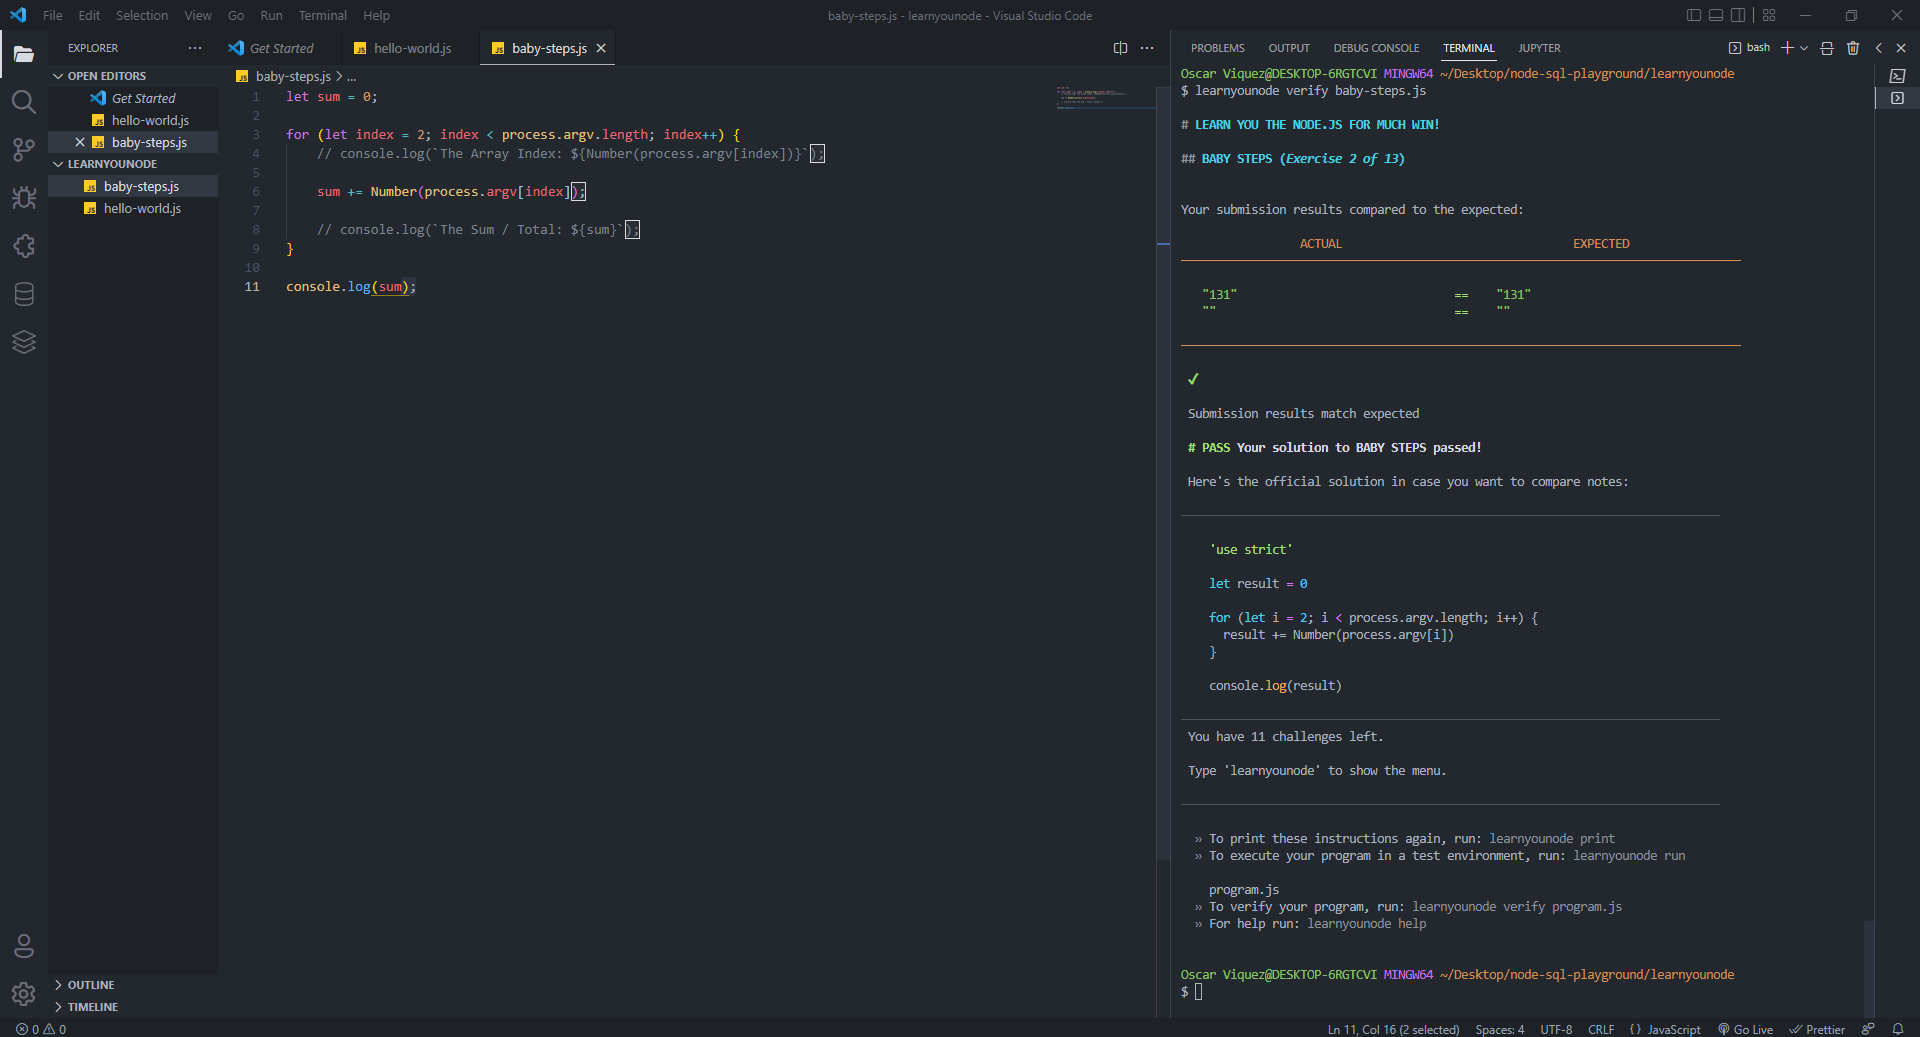 File Edit Selection View Go Run Terminal Help
baby-steps.js - learnyounode - Visual Studio Code
EXPLORER
OPEN EDITORS
Get Started
hello-world.js
baby-steps.js
LEARNYOUNODE
baby-steps.js
hello-world.js
OUTLINE
TIMELINE
Get Started
hello-world.js
baby-steps.js
baby-steps.js > ...
1 let sum = 0;
2
3 for (let index = 2; index < process.argv.length; index++) {
4 // console.log(`The Array Index: ${Number(process.argv[index])}`);
5
6 sum += Number(process.argv[index]);
7
8 // console.log(`The Sum / Total: ${sum}`);
9 }
10
11 console.log(sum);
PROBLEMS OUTPUT DEBUG CONSOLE TERMINAL JUPYTER
bash
Oscar Viquez@DESKTOP-6RGTCVI MINGW64 ~/Desktop/node-sql-playground/learnyounode
$ learnyounode verify baby-steps.js
# LEARN YOU THE NODE.JS FOR MUCH WIN!
## BABY STEPS (Exercise 2 of 13)
Your submission results compared to the expected:
ACTUAL EXPECTED
"131" == "131"
"" == ""
✓
Submission results match expected
# PASS Your solution to BABY STEPS passed!
Here's the official solution in case you want to compare notes:
'use strict'
let result = 0
for (let i = 2; i < process.argv.length; i++) {
result += Number(process.argv[i])
}
console.log(result)
You have 11 challenges left.
Type 'learnyounode' to show the menu.
» To print these instructions again, run: learnyounode print
» To execute your program in a test environment, run: learnyounode run
program.js
» To verify your program, run: learnyounode verify program.js
» For help run: learnyounode help
Oscar Viquez@DESKTOP-6RGTCVI MINGW64 ~/Desktop/node-sql-playground/learnyounode
$
0 0
Ln 11, Col 16 (2 selected) Spaces: 4 UTF-8 CRLF {} JavaScript Go Live Prettier